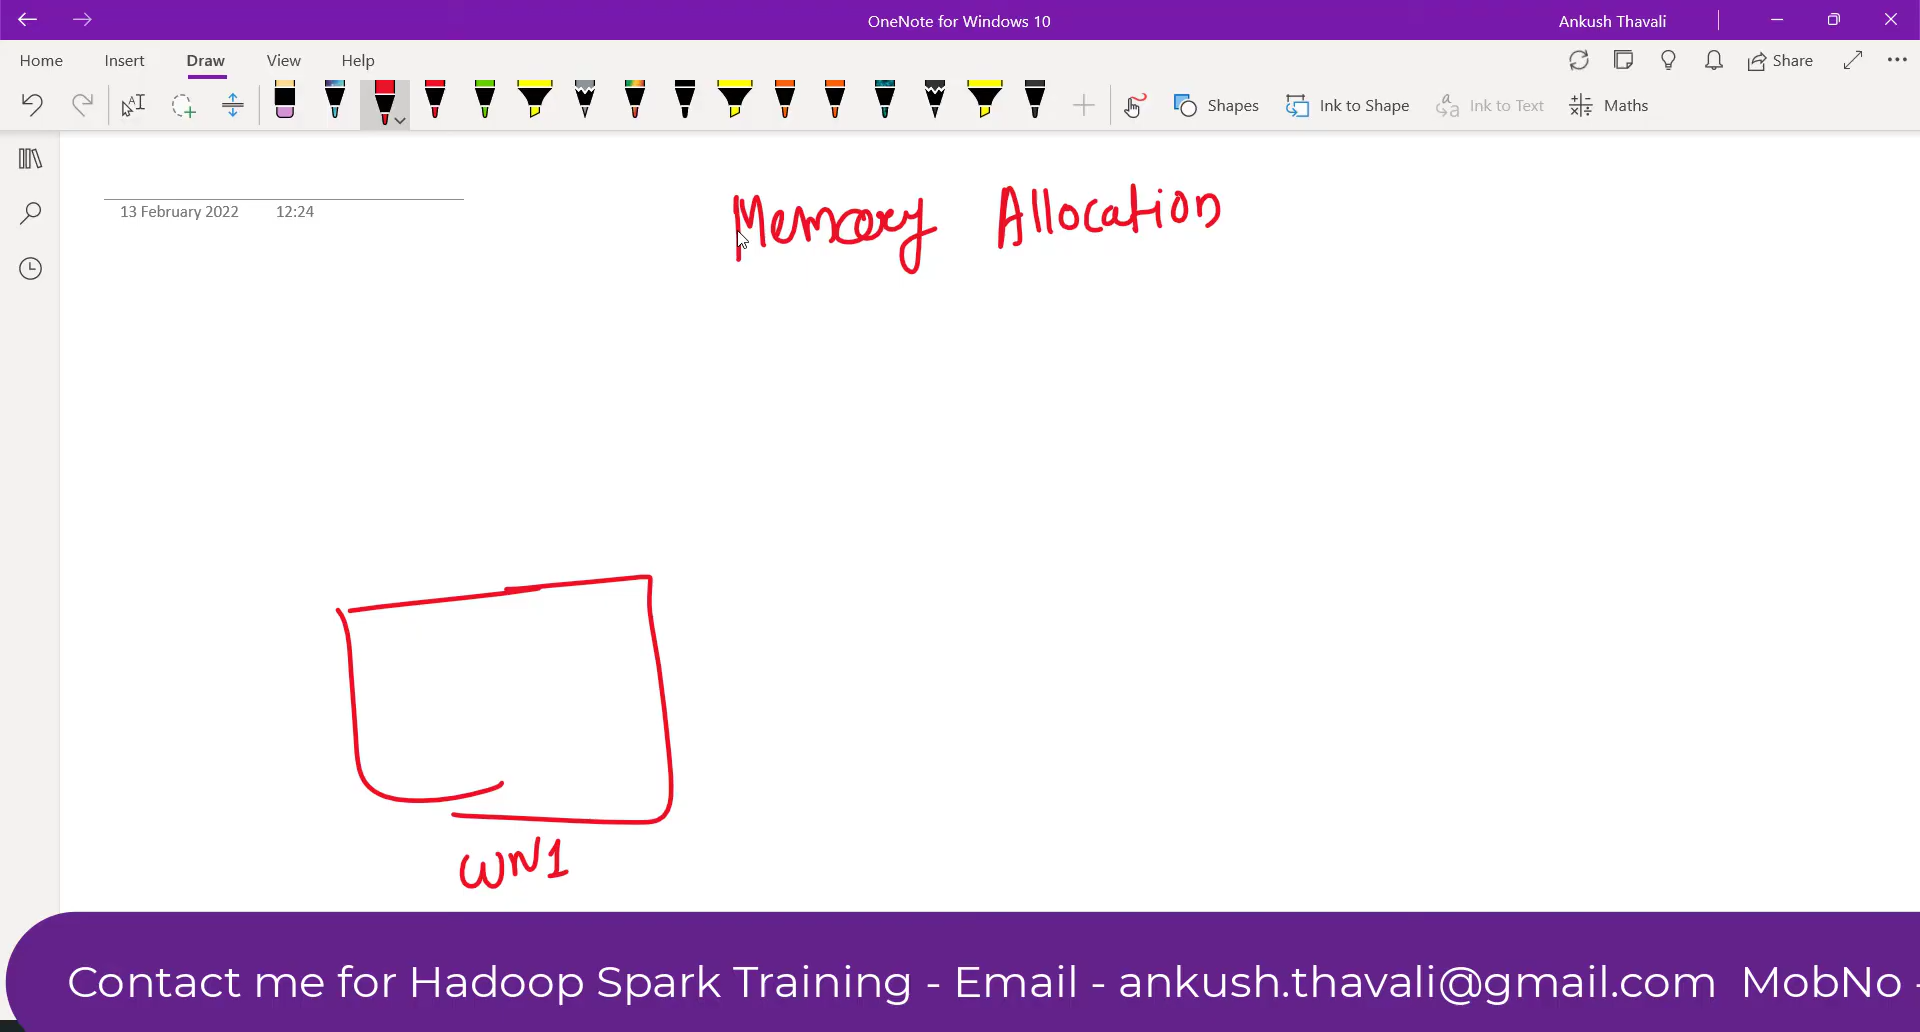 OneNote for Windows 10
Ankush Thavali
Home Insert Draw View Help
Share
Shapes Ink to Shape Ink to Text Maths
13 February 2022 12:24
Memory Allocation
WN1
Contact me for Hadoop Spark Training - Email - ankush.thavali@gmail.com MobNo -